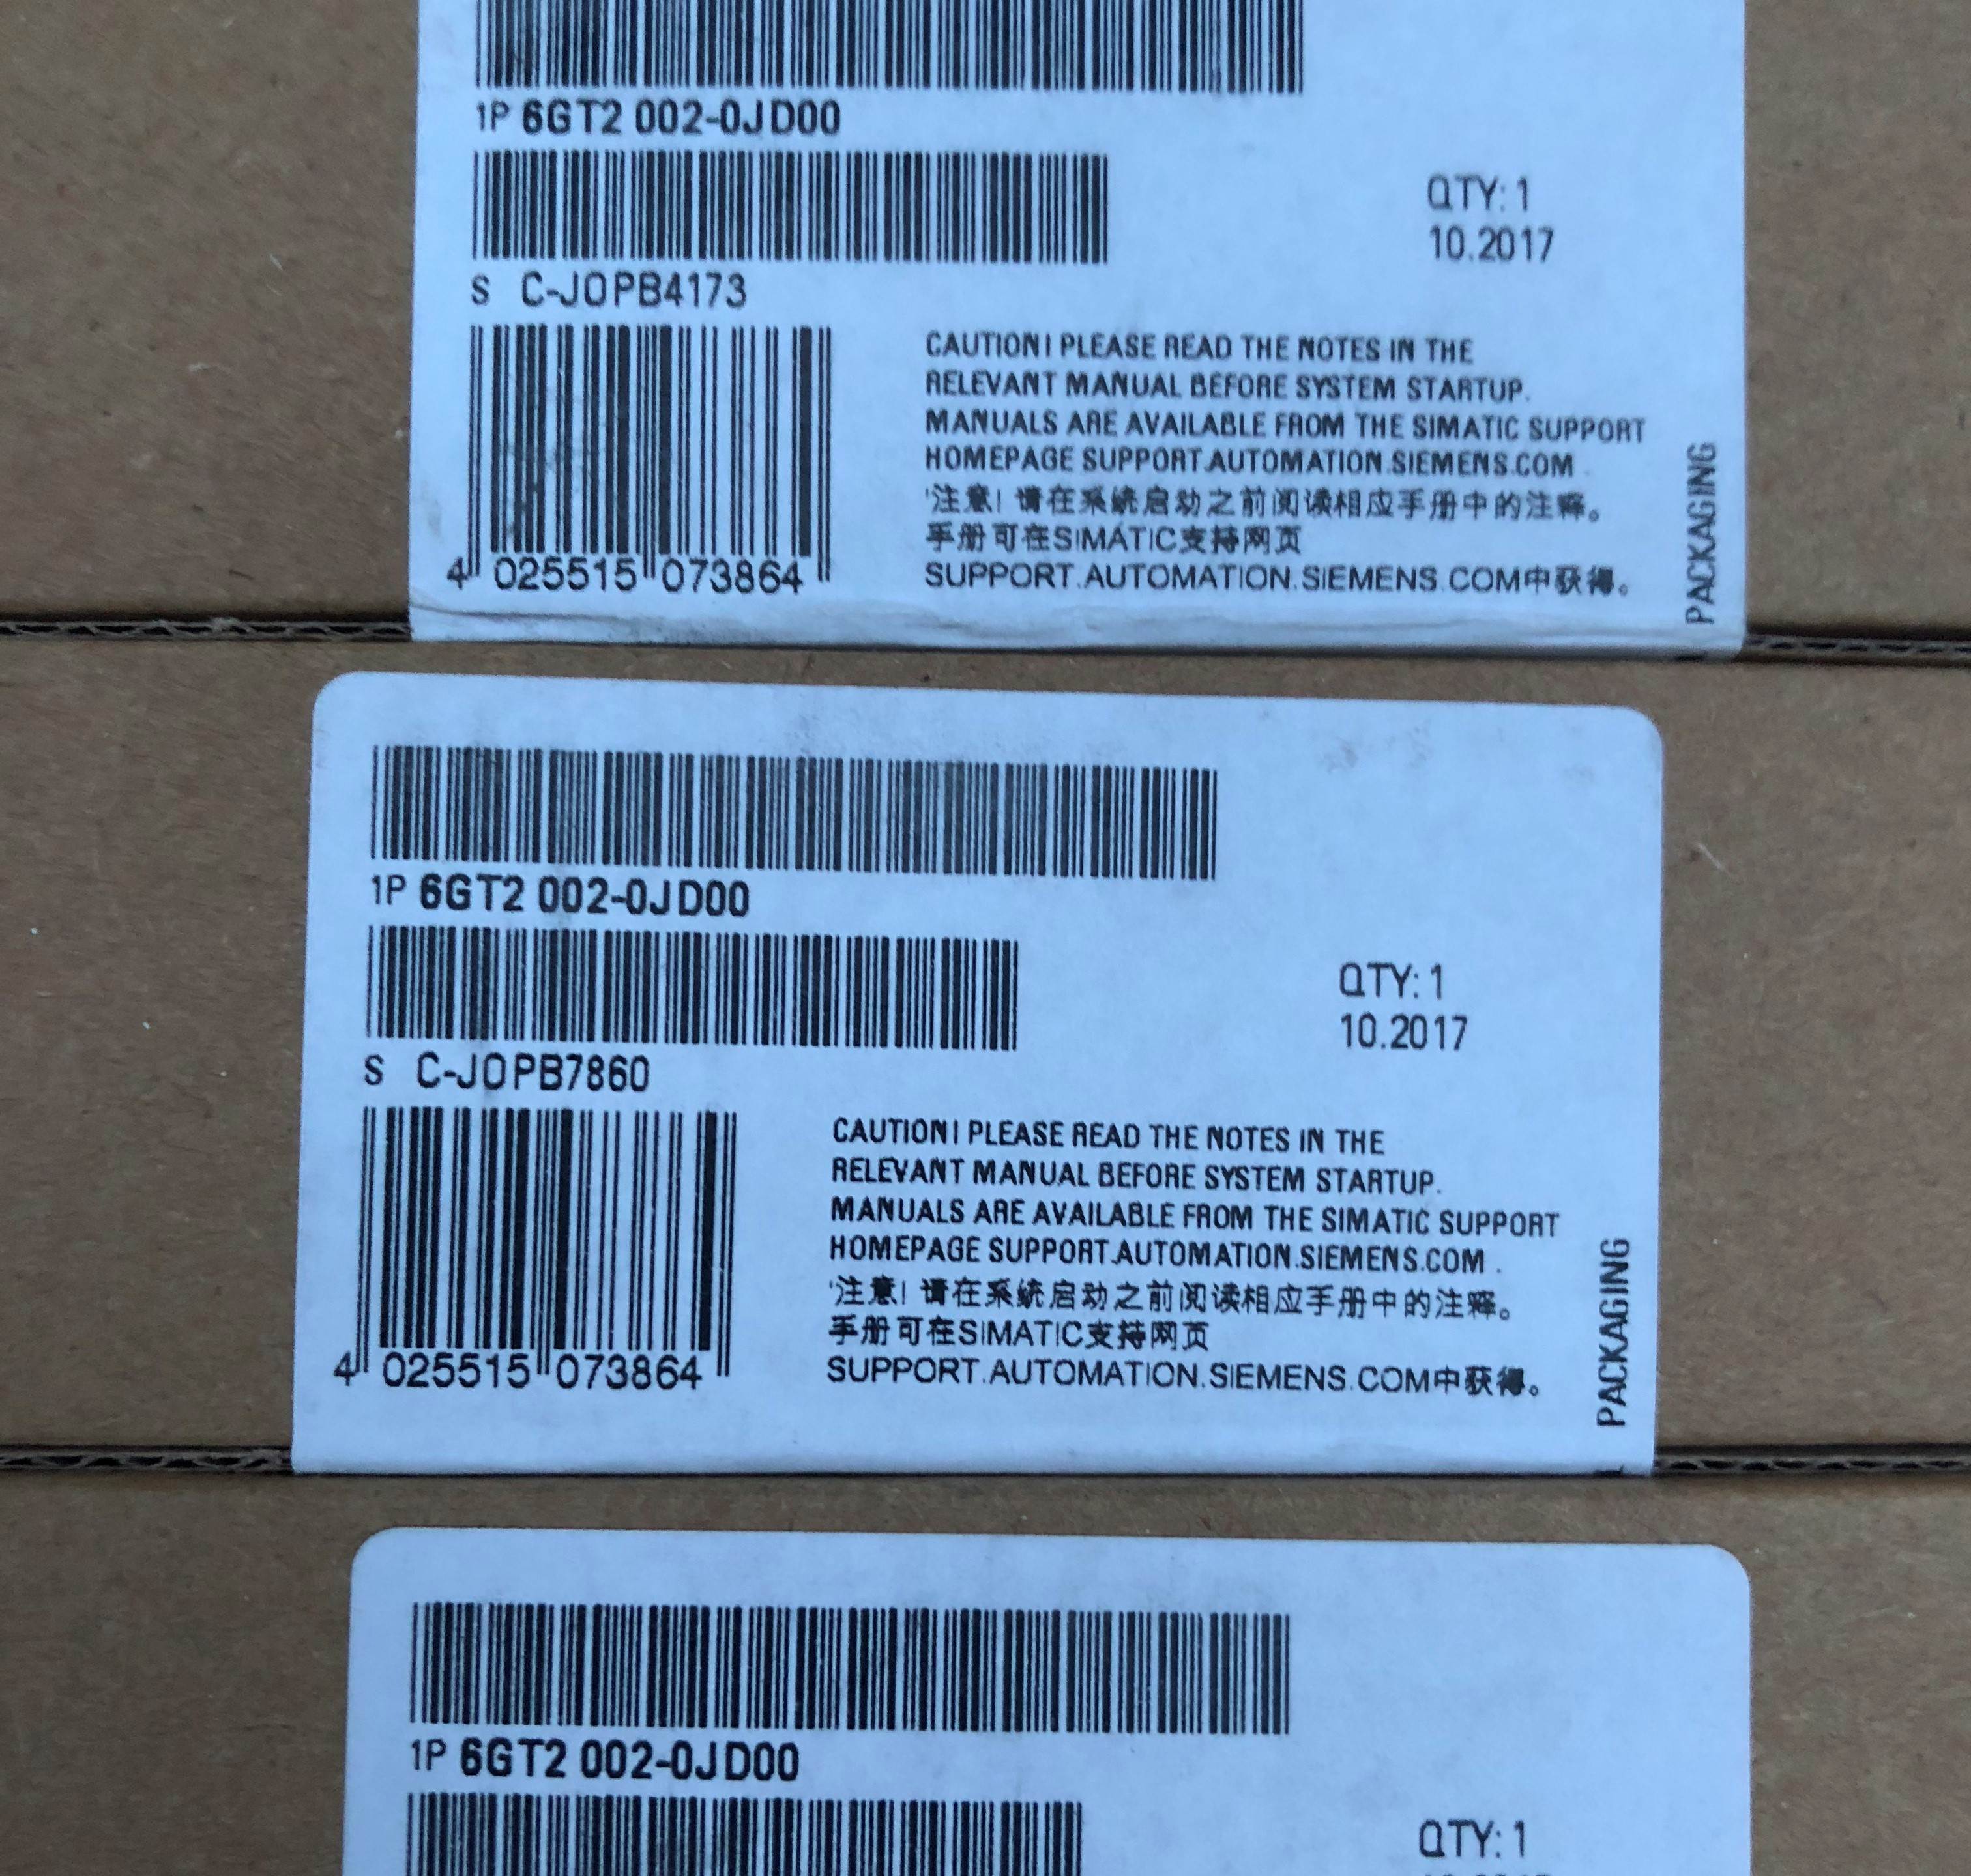 1P 6GT2 002-0JD00
QTY: 1
10.2017
S C-JOPB4173
CAUTION! PLEASE READ THE NOTES IN THE
RELEVANT MANUAL BEFORE SYSTEM STARTUP.
MANUALS ARE AVAILABLE FROM THE SIMATIC SUPPORT
HOMEPAGE SUPPORT.AUTOMATION.SIEMENS.COM .
'注意! 请在系统启动之前阅读相应手册中的注释。
手册可在SIMATIC支持网页
SUPPORT.AUTOMATION.SIEMENS.COM中获得。
4 025515 073864
PACKAGING
1P 6GT2 002-0JD00
QTY: 1
10.2017
S C-JOPB7860
CAUTION! PLEASE READ THE NOTES IN THE
RELEVANT MANUAL BEFORE SYSTEM STARTUP.
MANUALS ARE AVAILABLE FROM THE SIMATIC SUPPORT
HOMEPAGE SUPPORT.AUTOMATION.SIEMENS.COM .
'注意! 请在系统启动之前阅读相应手册中的注释。
手册可在SIMATIC支持网页
SUPPORT.AUTOMATION.SIEMENS.COM中获得。
4 025515 073864
PACKAGING
1P 6GT2 002-0JD00
QTY: 1